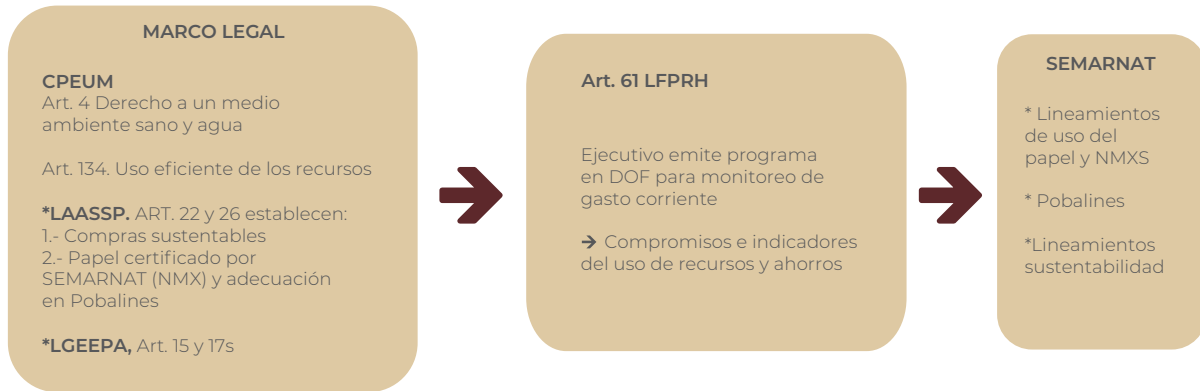 MARCO LEGAL
CPEUM
Art. 4 Derecho a un medio
ambiente sano y agua
Art. 134. Uso eficiente de los recursos
*LAASSP. ART. 22 y 26 establecen:
1.- Compras sustentables
2.- Papel certificado por
SEMARNAT (NMX) y adecuación
en Pobalines
*LGEEPA, Art. 15 y 17s
Art. 61 LFPRH
Ejecutivo emite programa
en DOF para monitoreo de
gasto corriente
→ Compromisos e indicadores
del uso de recursos y ahorros
SEMARNAT
* Lineamientos
de uso del
papel y NMXS
* Pobalines
*Lineamientos
sustentabilidad